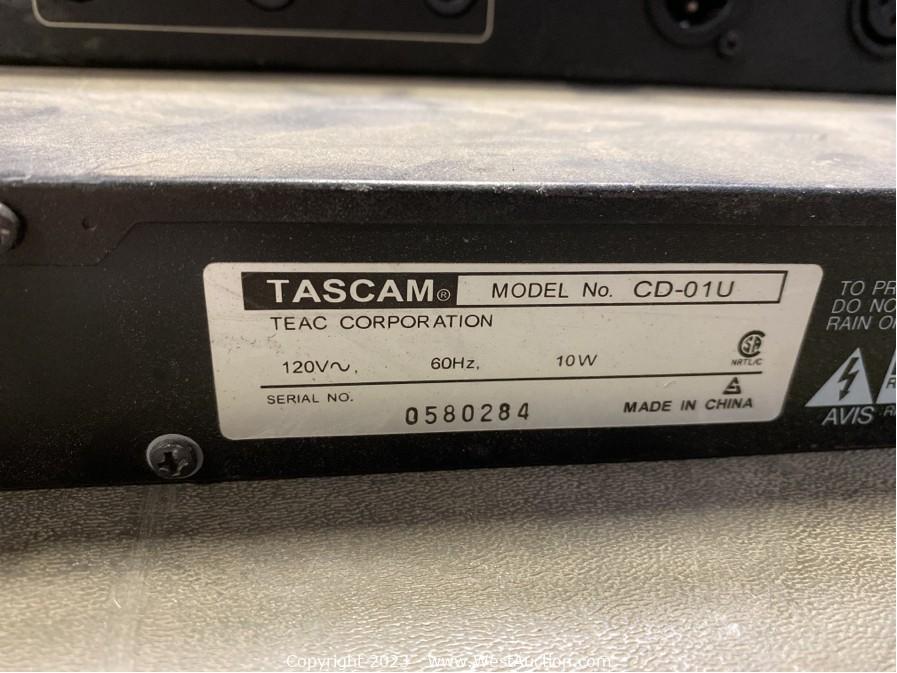 TASCAM® MODEL No. CD-01U
TEAC CORPORATION
120V~, 60Hz, 10W
NRTL/C
SERIAL NO. 0580284 MADE IN CHINA
TO PR
DO NO
RAIN O
AVIS
Copyright 2023 - www.WestAuction.com